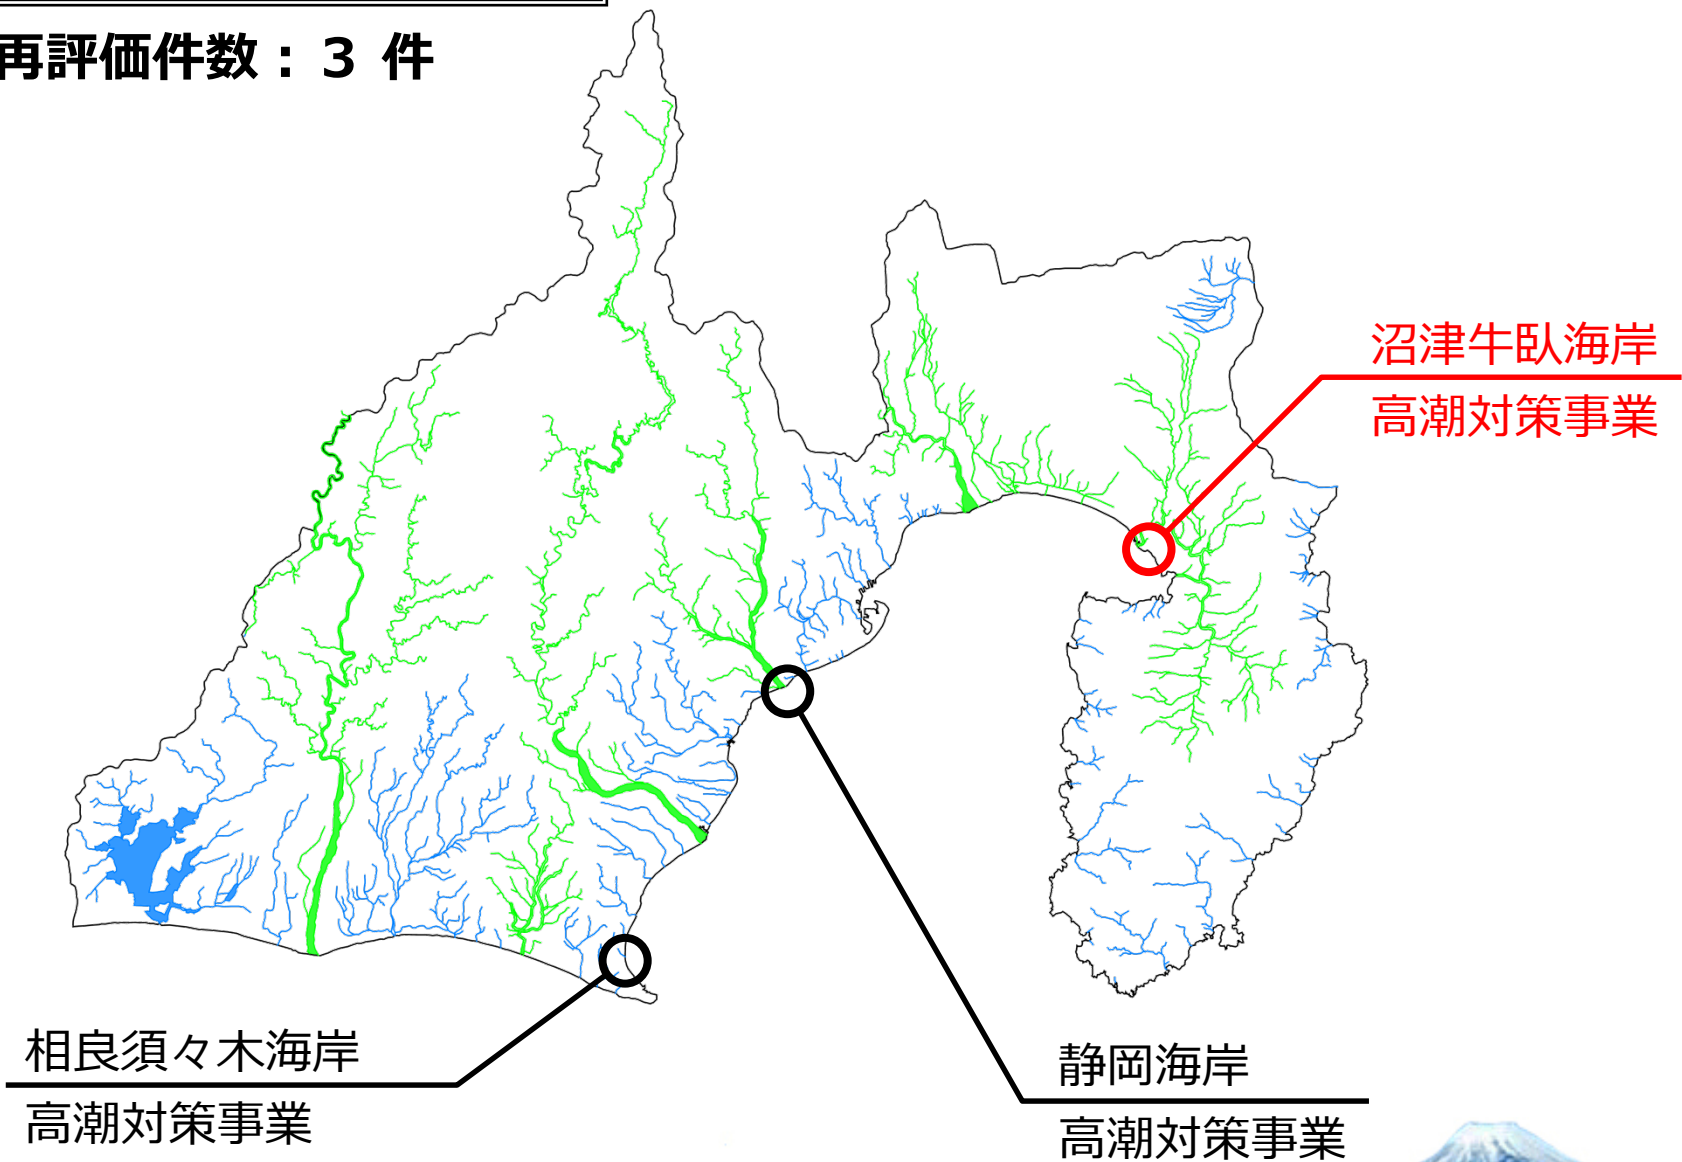 再評価件数：３ 件
沼津牛臥海岸
高潮対策事業
相良須々木海岸
高潮対策事業
静岡海岸
高潮対策事業